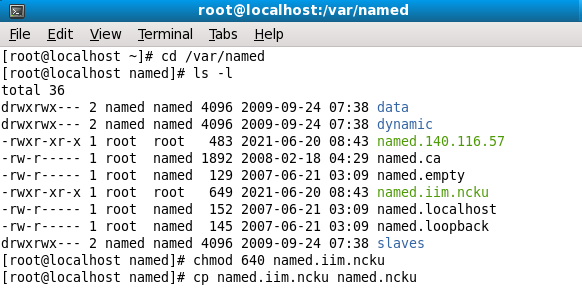 root@localhost:/var/named
File Edit View Terminal Tabs Help
[root@localhost ~]# cd /var/named
[root@localhost named]# ls -l
total 36
drwxrwx--- 2 named named 4096 2009-09-24 07:38 data
drwxrwx--- 2 named named 4096 2009-09-24 07:38 dynamic
-rwxr-xr-x 1 root  root   483 2021-06-20 08:43 named.140.116.57
-rw-r----- 1 root  named 1892 2008-02-18 04:29 named.ca
-rw-r----- 1 root  named  129 2007-06-21 03:09 named.empty
-rwxr-xr-x 1 root  root   649 2021-06-20 08:43 named.iim.ncku
-rw-r----- 1 root  named  152 2007-06-21 03:09 named.localhost
-rw-r----- 1 root  named  145 2007-06-21 03:09 named.loopback
drwxrwx--- 2 named named 4096 2009-09-24 07:38 slaves
[root@localhost named]# chmod 640 named.iim.ncku
[root@localhost named]# cp named.iim.ncku named.ncku